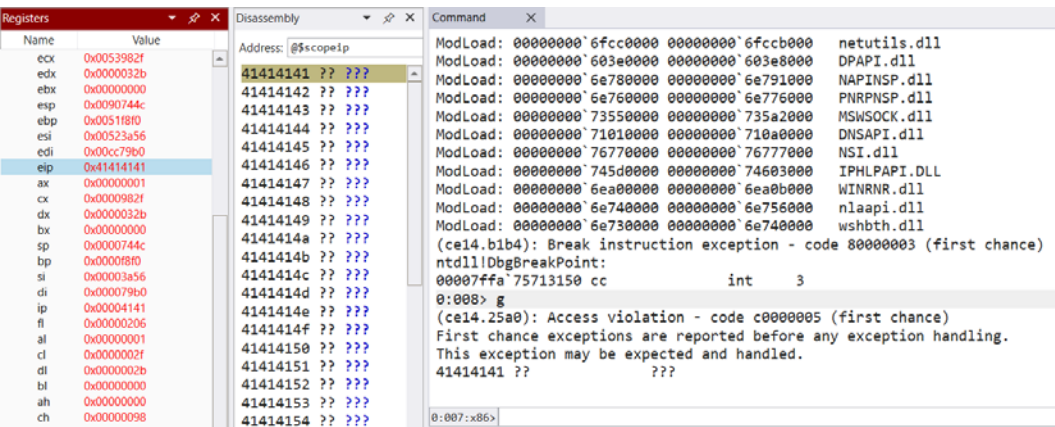 Registers
Name Value
ecx 0x0053982f
edx 0x0000032b
ebx 0x00000000
esp 0x0090744c
ebp 0x0051f8f0
esi 0x00523a56
edi 0x00cc79b0
eip 0x41414141
ax 0x00000001
cx 0x0000982f
dx 0x0000032b
bx 0x00000000
sp 0x0000744c
bp 0x0000f8f0
si 0x00003a56
di 0x000079b0
ip 0x00004141
fl 0x00000206
al 0x00000001
cl 0x0000002f
dl 0x0000002b
bl 0x00000000
ah 0x00000000
ch 0x00000098
Disassembly
Address: @$scopeip
41414141 ?? ???
41414142 ?? ???
41414143 ?? ???
41414144 ?? ???
41414145 ?? ???
41414146 ?? ???
41414147 ?? ???
41414148 ?? ???
41414149 ?? ???
4141414a ?? ???
4141414b ?? ???
4141414c ?? ???
4141414d ?? ???
4141414e ?? ???
4141414f ?? ???
41414150 ?? ???
41414151 ?? ???
41414152 ?? ???
41414153 ?? ???
41414154 ?? ???
Command
ModLoad: 00000000`6fcc0000 00000000`6fccb000 netutils.dll
ModLoad: 00000000`603e0000 00000000`603e8000 DPAPI.dll
ModLoad: 00000000`6e780000 00000000`6e791000 NAPINSP.dll
ModLoad: 00000000`6e760000 00000000`6e776000 PNRPNSP.dll
ModLoad: 00000000`73550000 00000000`735a2000 MSWSOCK.dll
ModLoad: 00000000`71010000 00000000`710a0000 DNSAPI.dll
ModLoad: 00000000`76770000 00000000`76777000 NSI.dll
ModLoad: 00000000`745d0000 00000000`74603000 IPHLPAPI.DLL
ModLoad: 00000000`6ea00000 00000000`6ea0b000 WINRNR.dll
ModLoad: 00000000`6e740000 00000000`6e756000 nlaapi.dll
ModLoad: 00000000`6e730000 00000000`6e740000 wshbth.dll
(ce14.b1b4): Break instruction exception - code 80000003 (first chance)
ntdll!DbgBreakPoint:
00007ffa`75713150 cc int 3
0:008> g
(ce14.25a0): Access violation - code c0000005 (first chance)
First chance exceptions are reported before any exception handling.
This exception may be expected and handled.
41414141 ?? ???
0:007:x86>